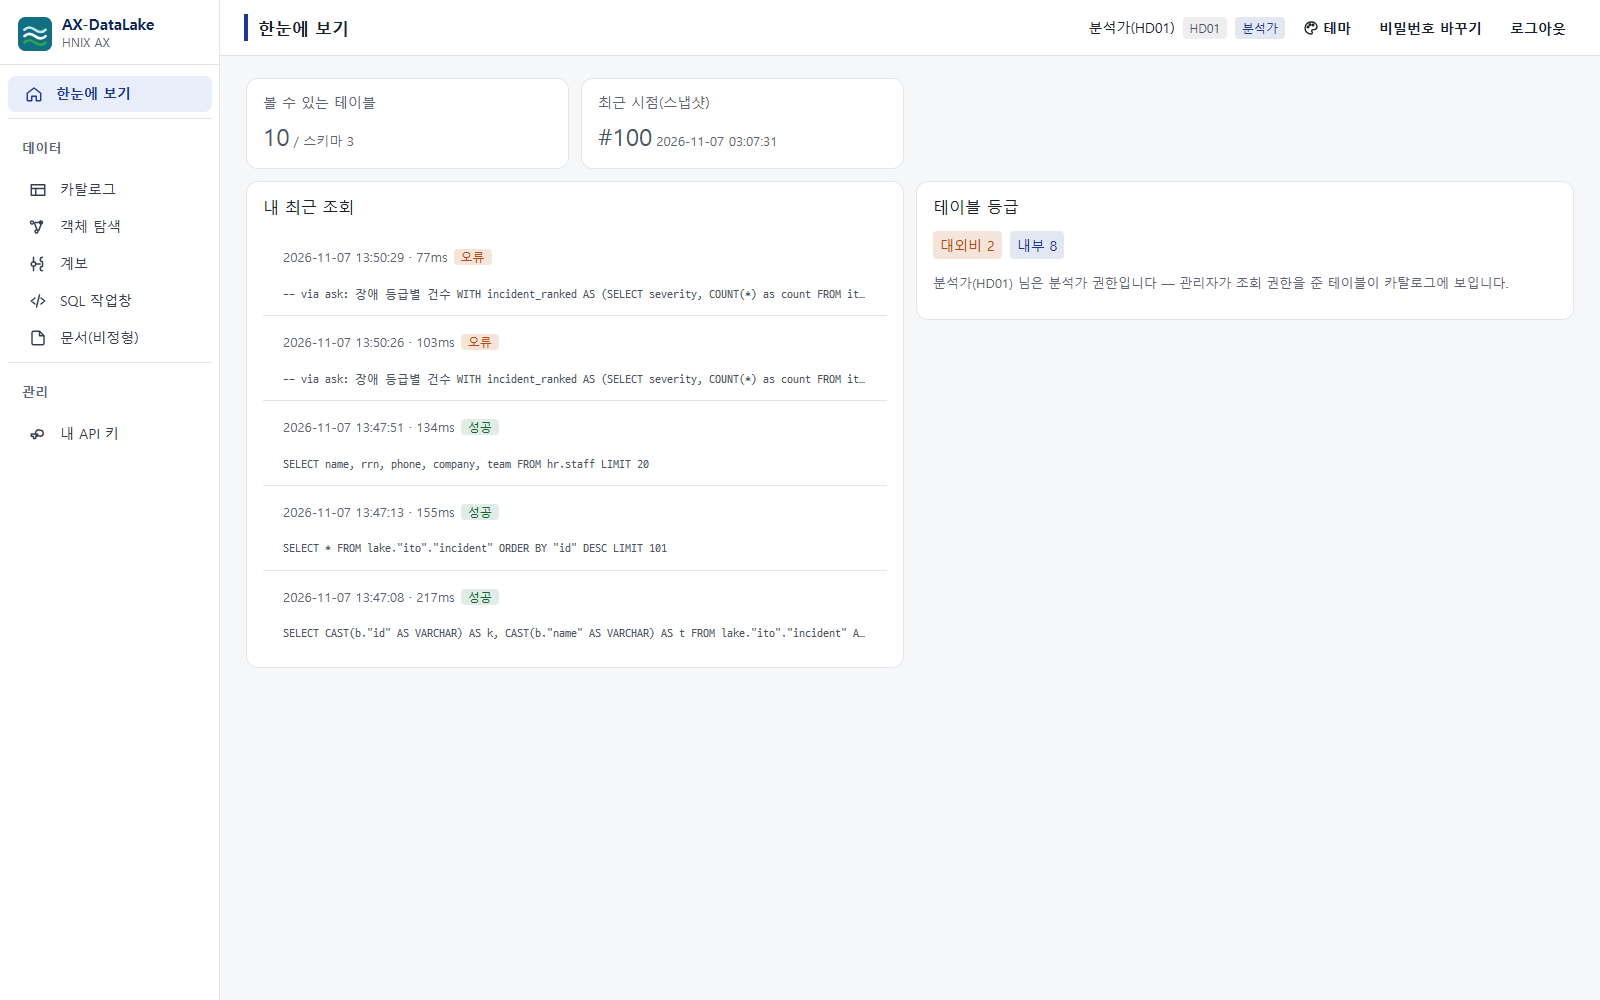 AX-DataLake
HNIX AX
한눈에 보기
데이터
카탈로그
객체 탐색
계보
SQL 작업창
문서(비정형)
관리
내 API 키
한눈에 보기
분석가(HD01) HD01 분석가 테마 비밀번호 바꾸기 로그아웃
볼 수 있는 테이블
10 / 스키마 3
최근 시점(스냅샷)
#100 2026-11-07 03:07:31
내 최근 조회
2026-11-07 13:50:29 · 77ms 오류
-- via ask: 장애 등급별 건수 WITH incident_ranked AS (SELECT severity, COUNT(*) as count FROM it…
2026-11-07 13:50:26 · 103ms 오류
-- via ask: 장애 등급별 건수 WITH incident_ranked AS (SELECT severity, COUNT(*) as count FROM it…
2026-11-07 13:47:51 · 134ms 성공
SELECT name, rrn, phone, company, team FROM hr.staff LIMIT 20
2026-11-07 13:47:13 · 155ms 성공
SELECT * FROM lake."ito"."incident" ORDER BY "id" DESC LIMIT 101
2026-11-07 13:47:08 · 217ms 성공
SELECT CAST(b."id" AS VARCHAR) AS k, CAST(b."name" AS VARCHAR) AS t FROM lake."ito"."incident" A…
테이블 등급
대외비 2 내부 8
분석가(HD01) 님은 분석가 권한입니다 — 관리자가 조회 권한을 준 테이블이 카탈로그에 보입니다.